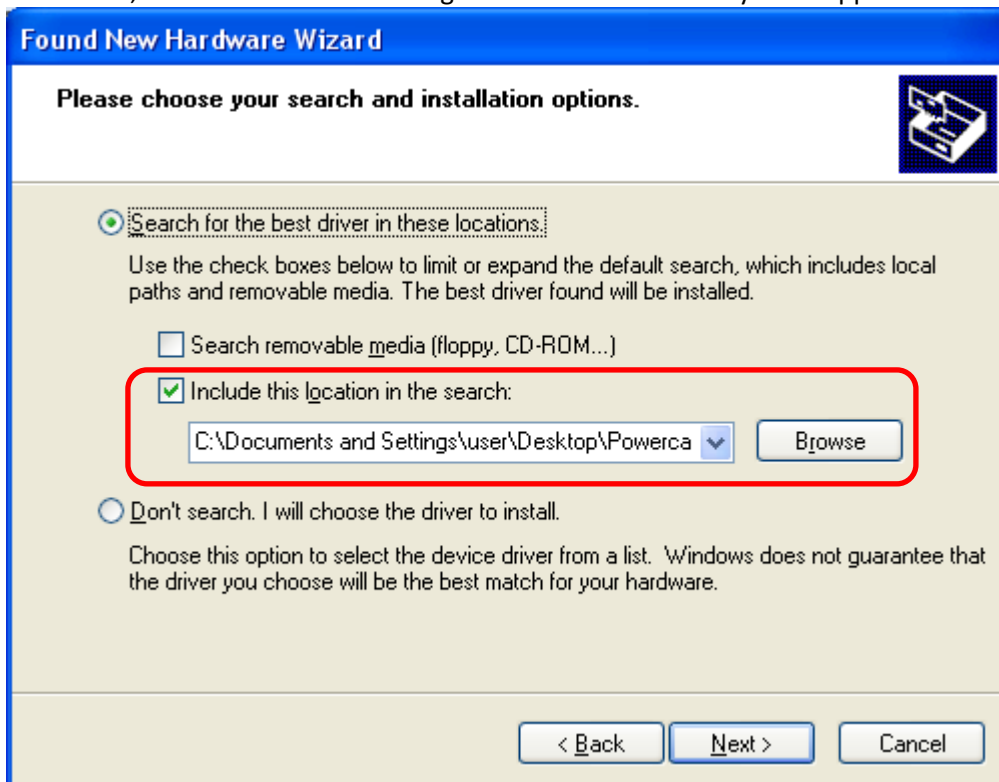 Found New Hardware Wizard
Please choose your search and installation options.
Search for the best driver in these locations.
Use the check boxes below to limit or expand the default search, which includes local
paths and removable media. The best driver found will be installed.
Search removable media (floppy, CD-ROM...)
Include this location in the search:
C:\Documents and Settings\user\Desktop\Powerca
Browse
Don't search. I will choose the driver to install.
Choose this option to select the device driver from a list. Windows does not guarantee that
the driver you choose will be the best match for your hardware.
< Back Next > Cancel